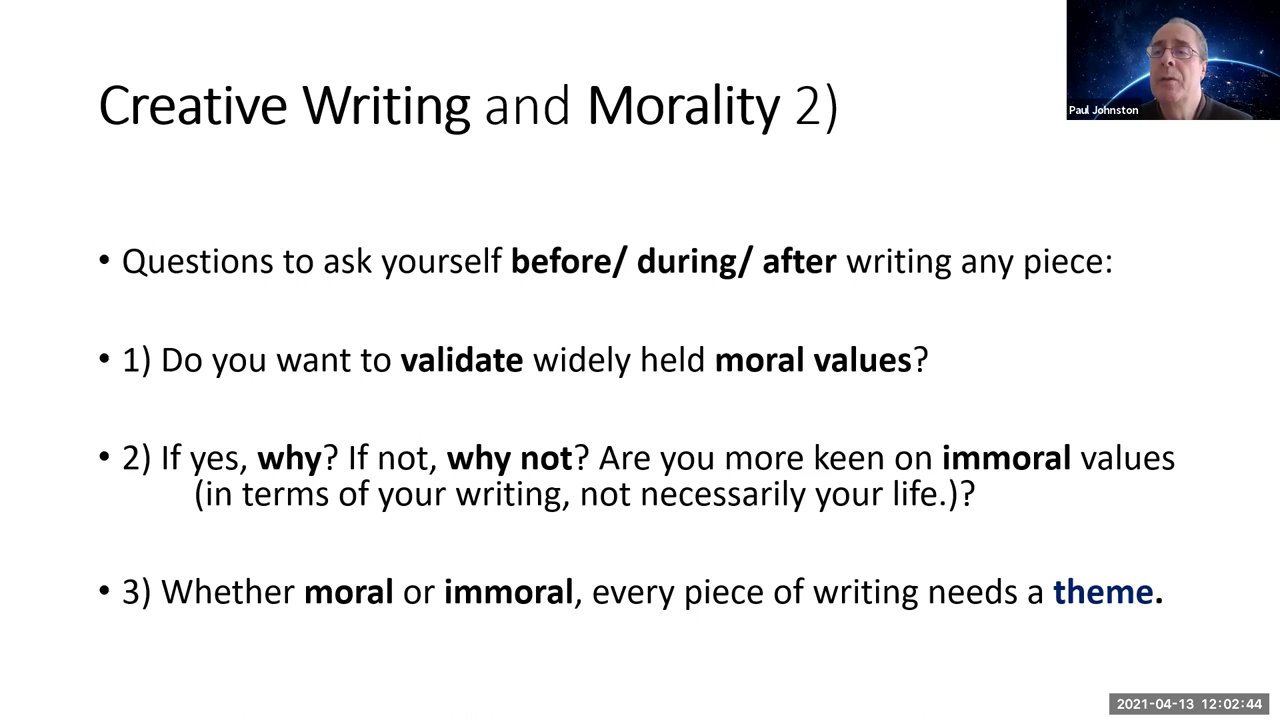 Creative Writing and Morality 2)
Paul Johnston
• Questions to ask yourself before/ during/ after writing any piece:
• 1) Do you want to validate widely held moral values?
• 2) If yes, why? If not, why not? Are you more keen on immoral values
(in terms of your writing, not necessarily your life.)?
• 3) Whether moral or immoral, every piece of writing needs a theme.
2021-04-13 12:02:44